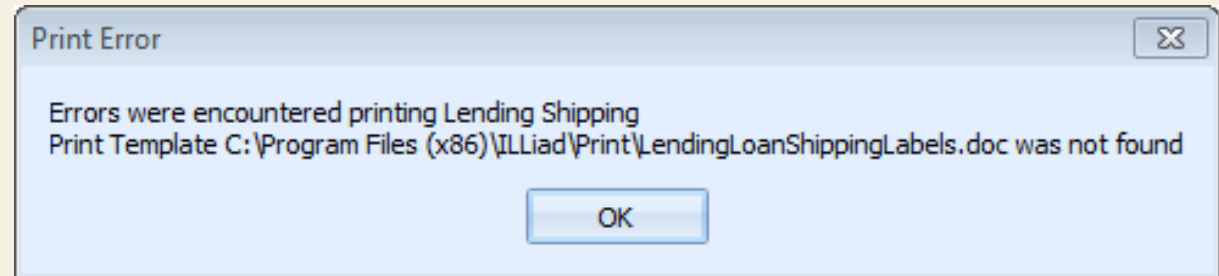 Print Error
Errors were encountered printing Lending Shipping
Print Template C:\Program Files (x86)\ILLiad\Print\LendingLoanShippingLabels.doc was not found
OK